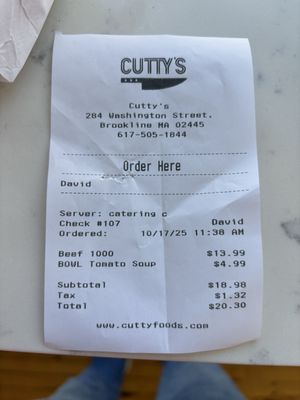 CUTTY'S
Cutty's
284 Washington Street.
Brookline MA 02445
617-505-1844
Order Here
David
Server: catering c
Check #107 David
Ordered: 10/17/25 11:38 AM
Beef 1000 $13.99
BOWL Tomato Soup $4.99
Subtotal $18.98
Tax $1.32
Total $20.30
www.cuttyfoods.com